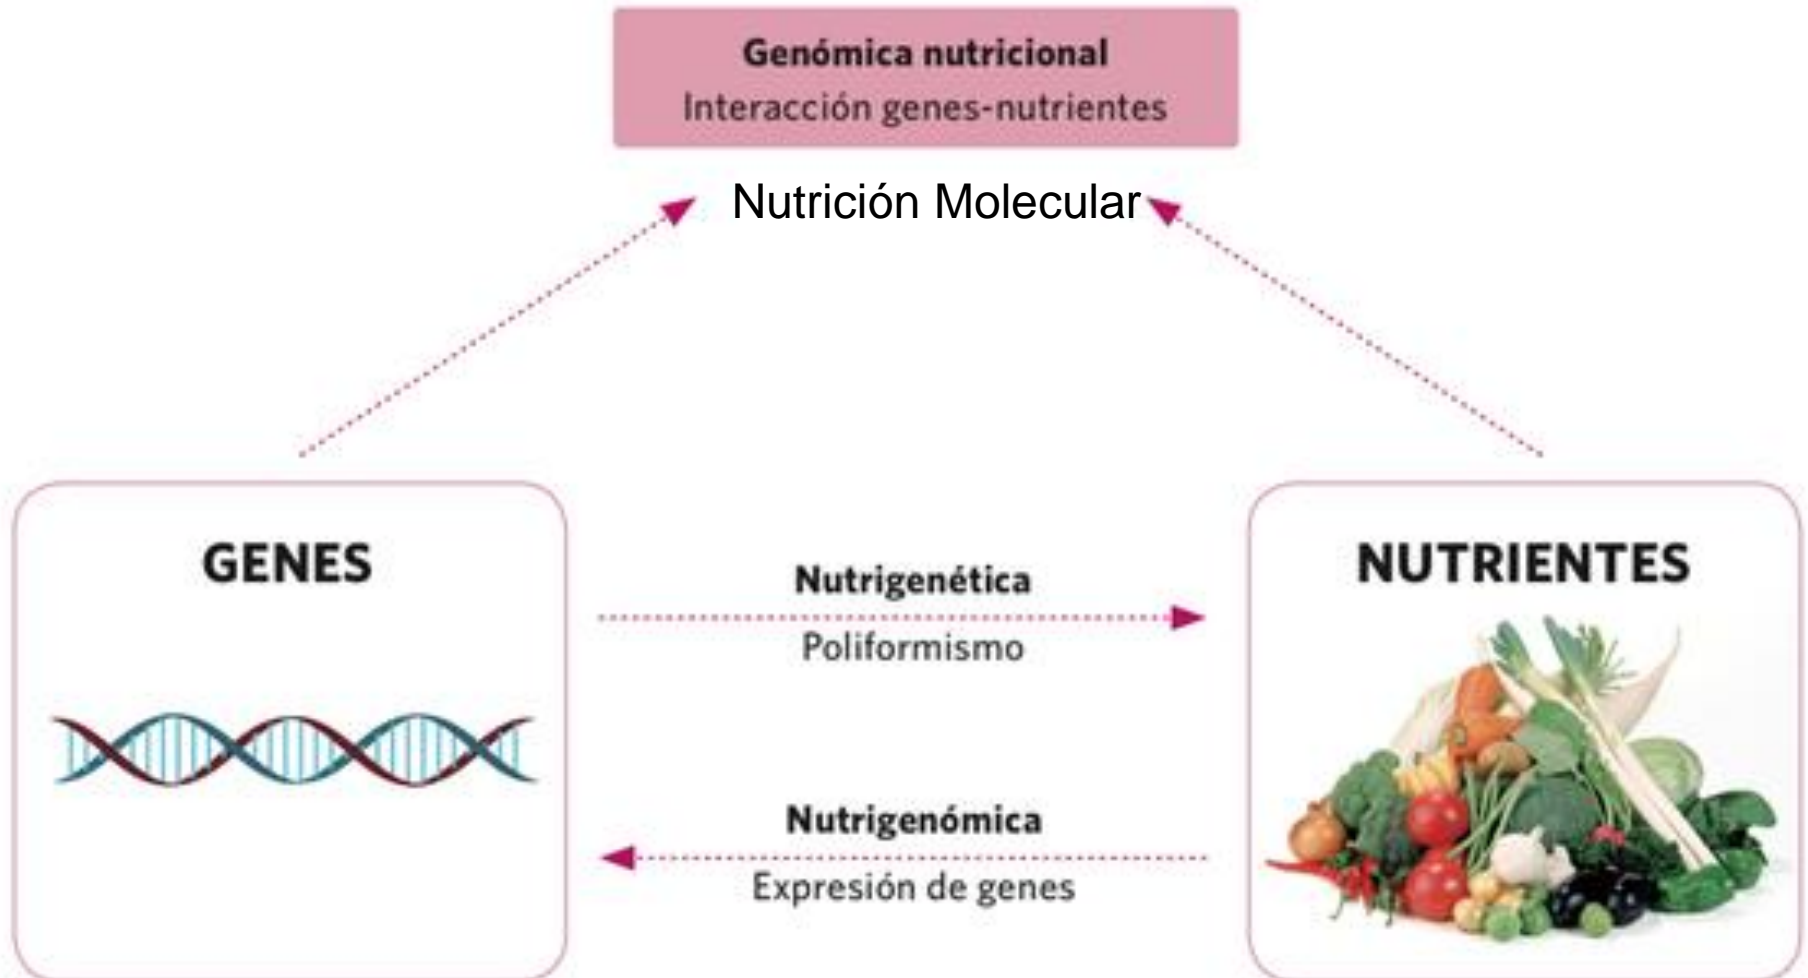 Genómica nutricional
Interacción genes-nutrientes
Nutrición Molecular
GENES
Nutrigenética
Poliformismo
Nutrigenómica
Expresión de genes
NUTRIENTES